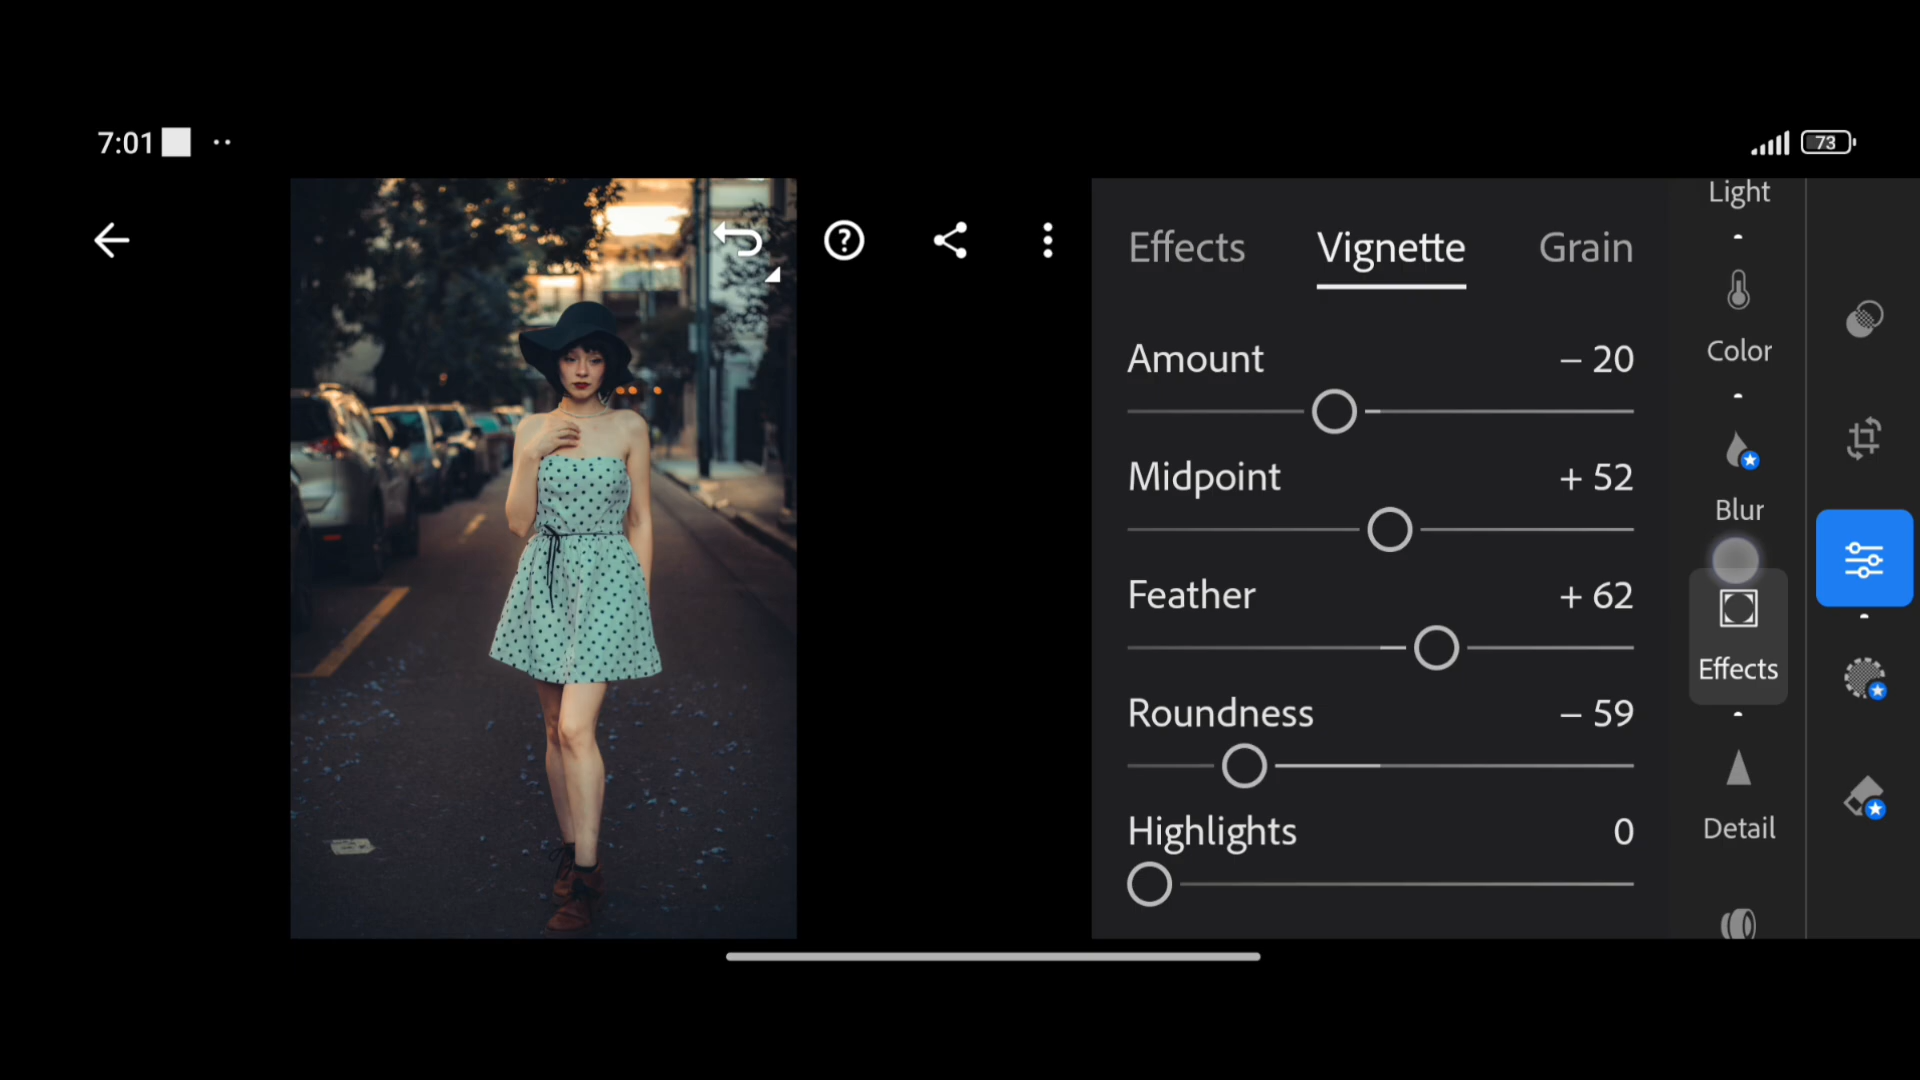 7:01
73
Light
Effects Vignette Grain
Color
Amount − 20
Midpoint + 52
Blur
Feather + 62
Effects
Roundness − 59
Highlights 0
Detail